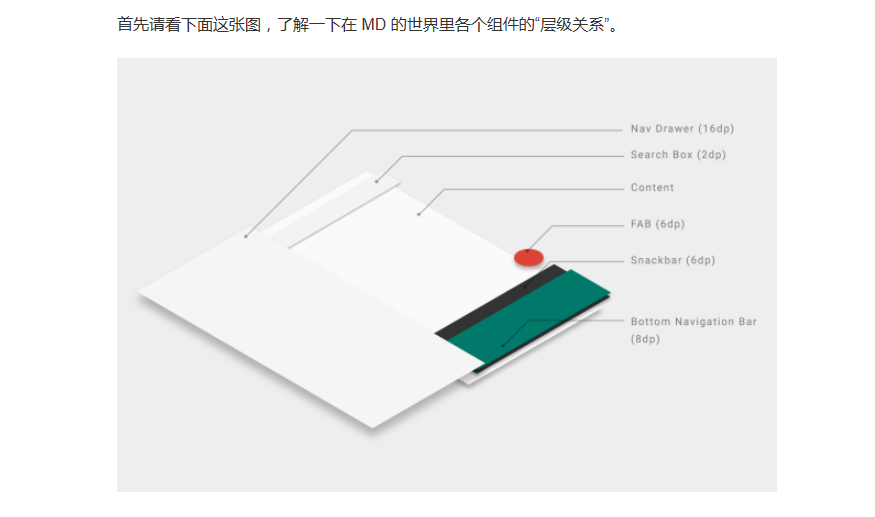 首先请看下面这张图，了解一下在 MD 的世界里各个组件的“层级关系”。
Nav Drawer (16dp)
Search Box (2dp)
Content
FAB (6dp)
Snackbar (6dp)
Bottom Navigation Bar
(8dp)